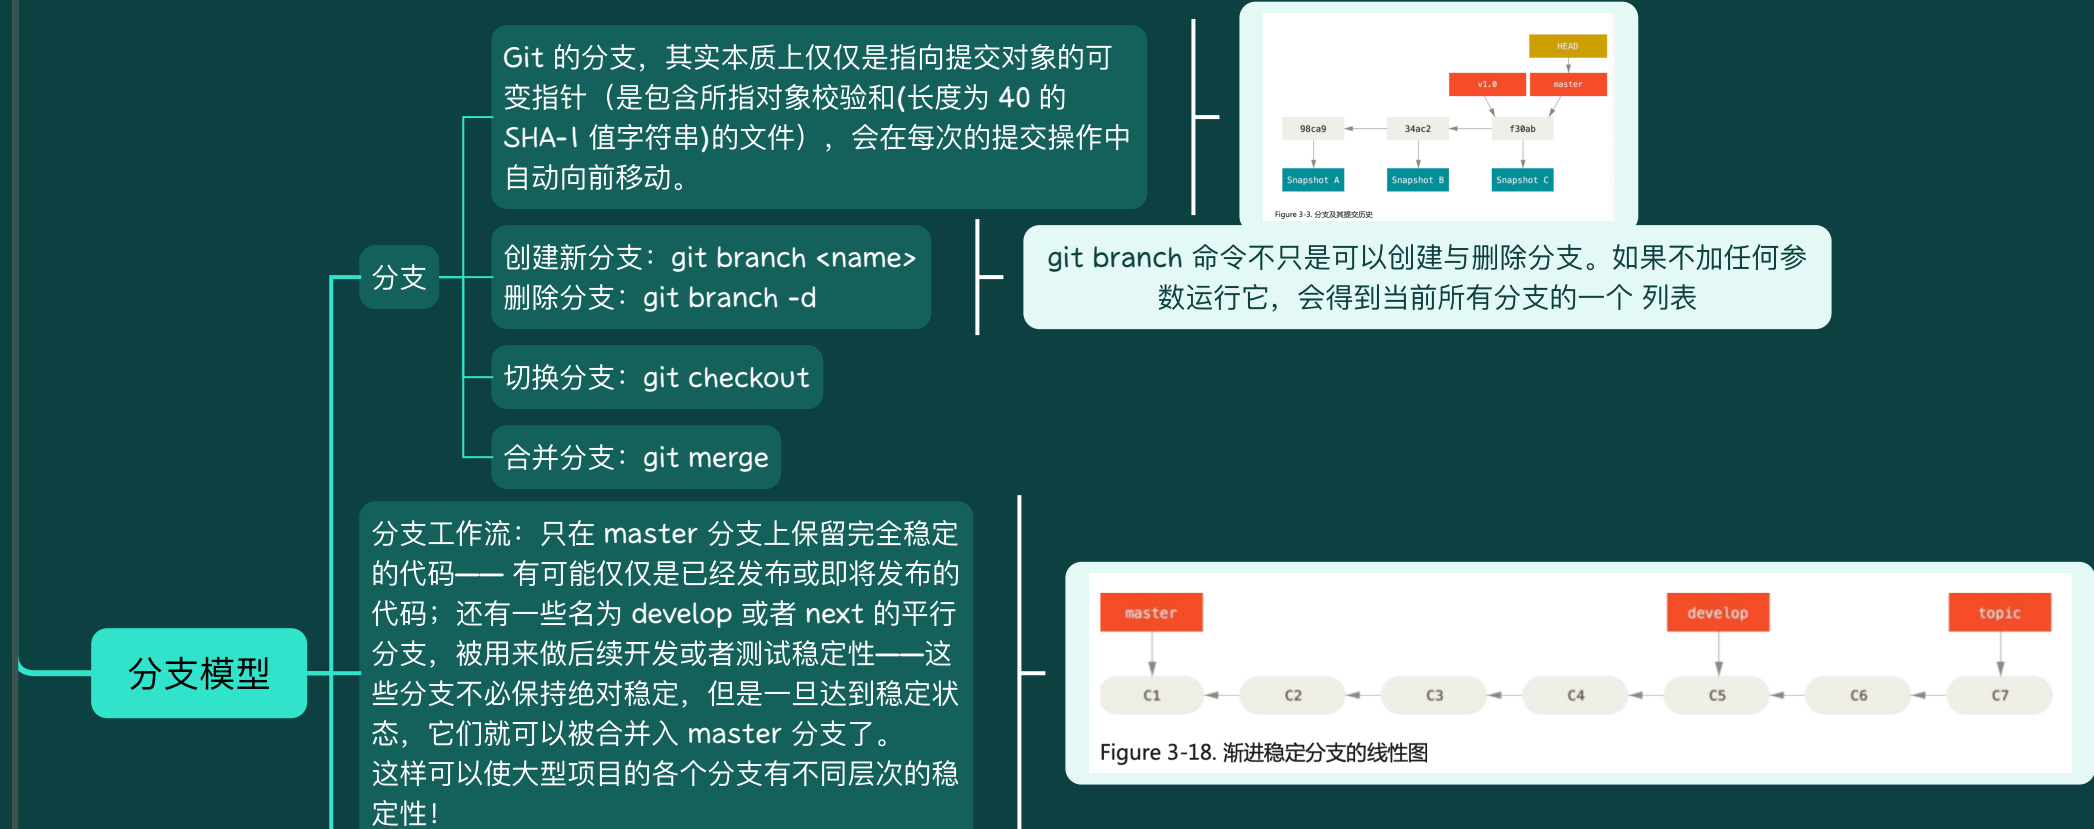 Git 的分支，其实本质上仅仅是指向提交对象的可
变指针（是包含所指对象校验和(长度为 40 的
SHA-1 值字符串)的文件），会在每次的提交操作中
自动向前移动。
HEAD
v1.0
master
98ca9
34ac2
f30ab
Snapshot A
Snapshot B
Snapshot C
Figure 3-3. 分支及其提交历史
分支
创建新分支：git branch <name>
删除分支：git branch -d
git branch 命令不只是可以创建与删除分支。如果不加任何参
数运行它，会得到当前所有分支的一个 列表
切换分支：git checkout
合并分支：git merge
分支模型
分支工作流：只在 master 分支上保留完全稳定
的代码—— 有可能仅仅是已经发布或即将发布的
代码；还有一些名为 develop 或者 next 的平行
分支，被用来做后续开发或者测试稳定性——这
些分支不必保持绝对稳定，但是一旦达到稳定状
态，它们就可以被合并入 master 分支了。
这样可以使大型项目的各个分支有不同层次的稳
定性！
master
develop
topic
C1
C2
C3
C4
C5
C6
C7
Figure 3-18. 渐进稳定分支的线性图